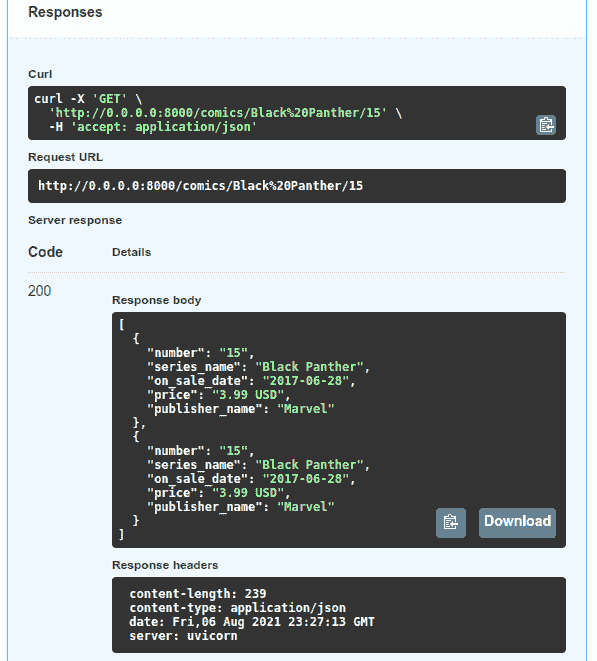 Responses
Curl
curl -X 'GET' \
  'http://0.0.0.0:8000/comics/Black%20Panther/15' \
  -H 'accept: application/json'
Request URL
http://0.0.0.0:8000/comics/Black%20Panther/15
Server response
Code Details
200
Response body
[
  {
    "number": "15",
    "series_name": "Black Panther",
    "on_sale_date": "2017-06-28",
    "price": "3.99 USD",
    "publisher_name": "Marvel"
  },
  {
    "number": "15",
    "series_name": "Black Panther",
    "on_sale_date": "2017-06-28",
    "price": "3.99 USD",
    "publisher_name": "Marvel"
  }
]
Download
Response headers
content-length: 239
content-type: application/json
date: Fri,06 Aug 2021 23:27:13 GMT
server: uvicorn